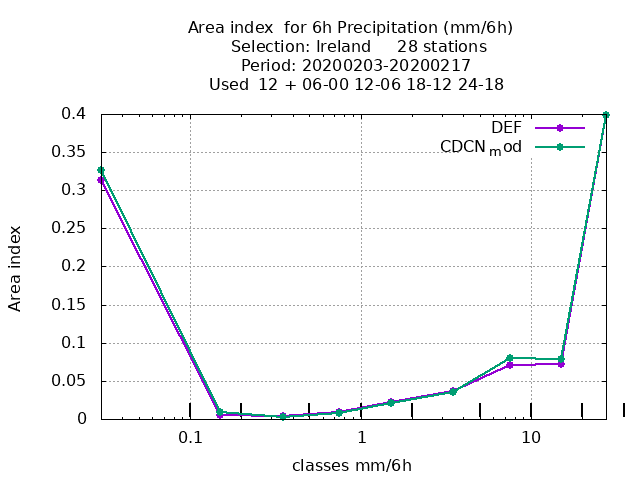 Area index  for 6h Precipitation (mm/6h)
Selection: Ireland     28 stations
Period: 20200203-20200217
Used  12 + 06-00 12-06 18-12 24-18
DEF
CDCN_mod
Area index
0.4
0.35
0.3
0.25
0.2
0.15
0.1
0.05
0
0.1 1 10
classes mm/6h